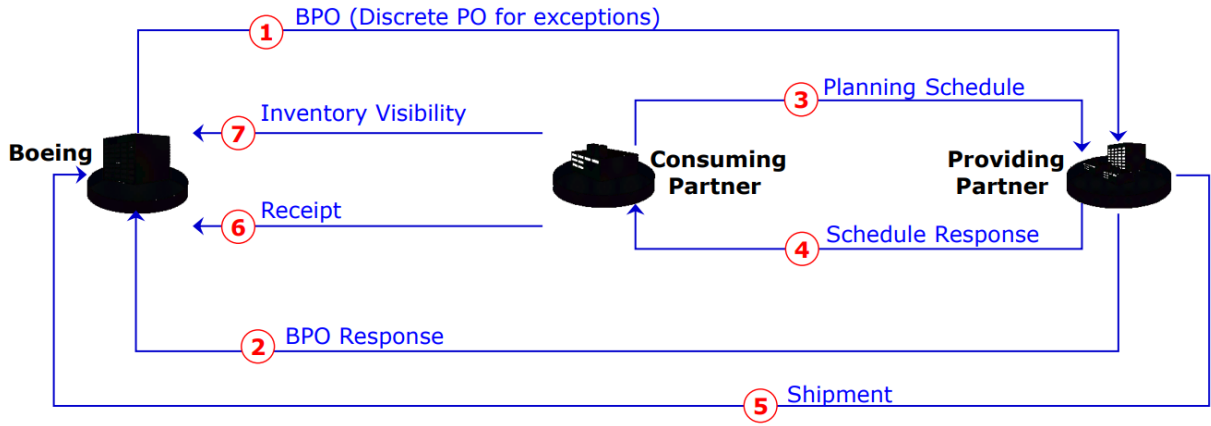 1 BPO (Discrete PO for exceptions)
3 Planning Schedule
7 Inventory Visibility
Boeing
Consuming
Partner
Providing
Partner
6 Receipt
4 Schedule Response
2 BPO Response
5 Shipment